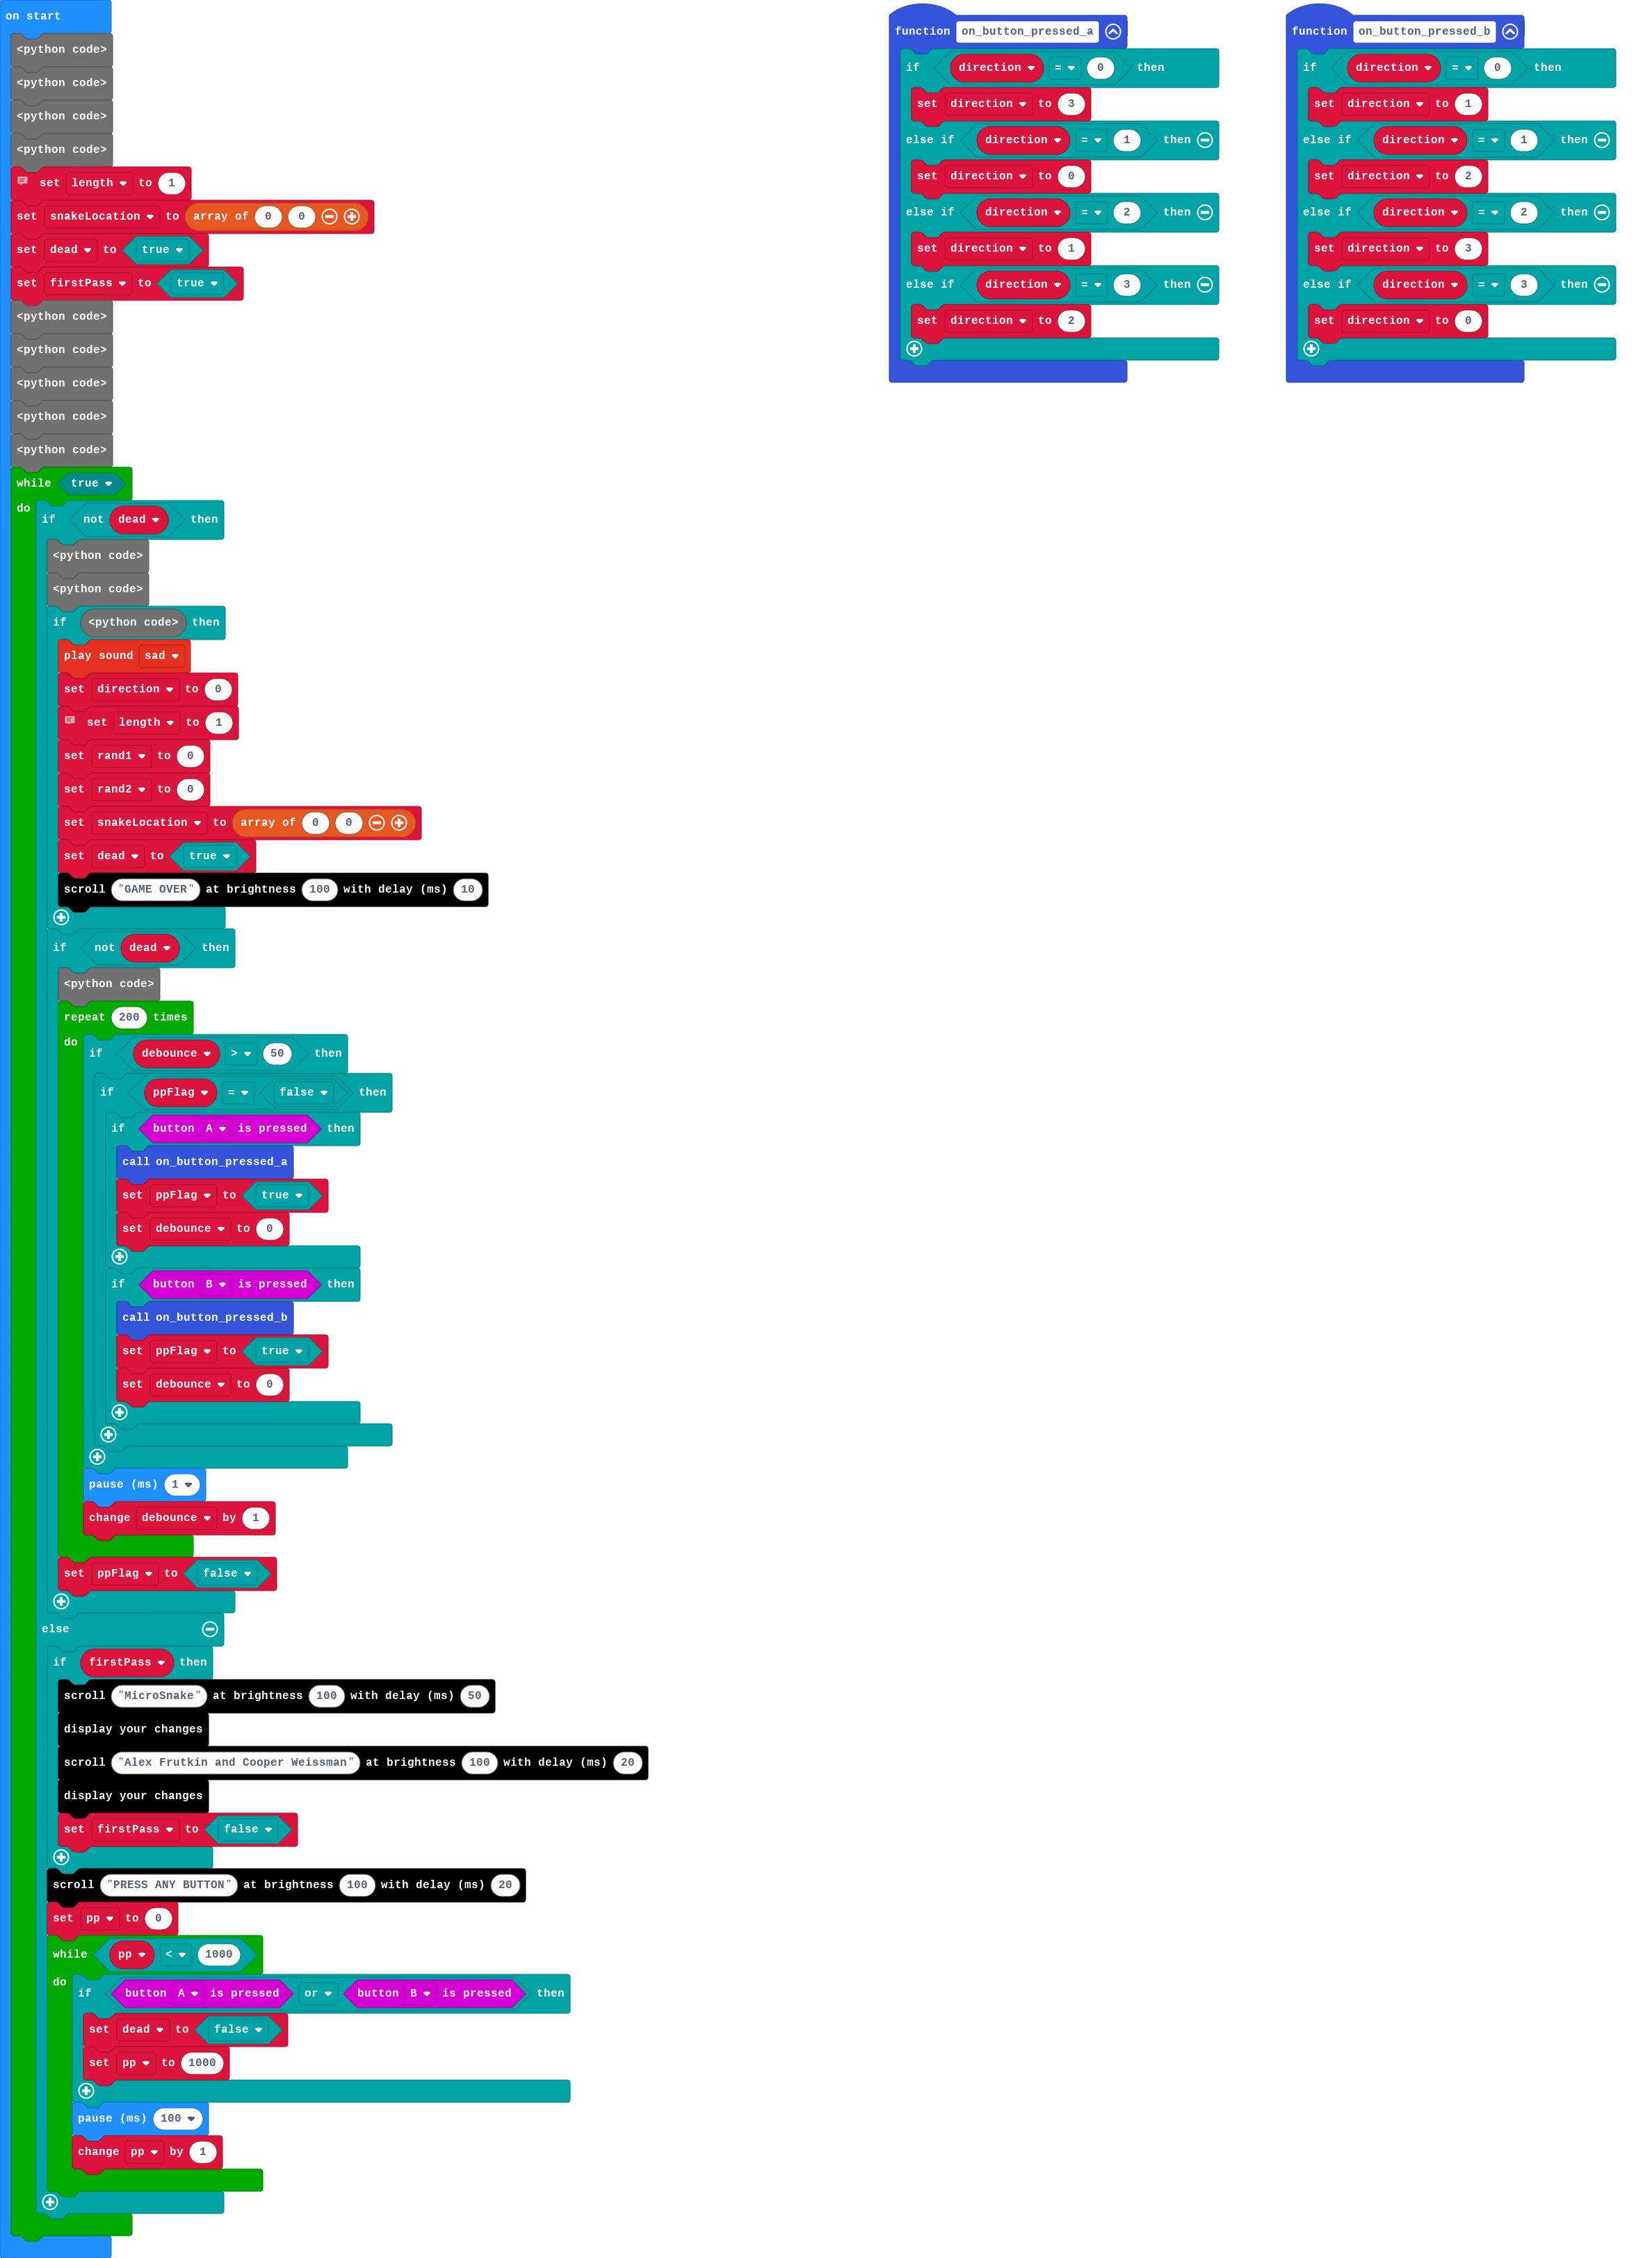 on start
<python code>
<python code>
<python code>
<python code>
set length to 1
set snakeLocation to array of 0 0
set dead to true
set firstPass to true
<python code>
<python code>
<python code>
<python code>
<python code>
while true
do
if not dead then
<python code>
<python code>
if <python code> then
play sound sad
set direction to 0
set length to 1
set rand1 to 0
set rand2 to 0
set snakeLocation to array of 0 0
set dead to true
scroll "GAME OVER" at brightness 100 with delay (ms) 10
if not dead then
<python code>
repeat 200 times
do
if debounce > 50 then
if ppFlag = false then
if button A is pressed then
call on_button_pressed_a
set ppFlag to true
set debounce to 0
if button B is pressed then
call on_button_pressed_b
set ppFlag to true
set debounce to 0
pause (ms) 1
change debounce by 1
set ppFlag to false
else
if firstPass then
scroll "MicroSnake" at brightness 100 with delay (ms) 50
display your changes
scroll "Alex Frutkin and Cooper Weissman" at brightness 100 with delay (ms) 20
display your changes
set firstPass to false
scroll "PRESS ANY BUTTON" at brightness 100 with delay (ms) 20
set pp to 0
while pp < 1000
do
if button A is pressed or button B is pressed then
set dead to false
set pp to 1000
pause (ms) 100
change pp by 1
function on_button_pressed_a
if direction = 0 then
set direction to 3
else if direction = 1 then
set direction to 0
else if direction = 2 then
set direction to 1
else if direction = 3 then
set direction to 2
function on_button_pressed_b
if direction = 0 then
set direction to 1
else if direction = 1 then
set direction to 2
else if direction = 2 then
set direction to 3
else if direction = 3 then
set direction to 0